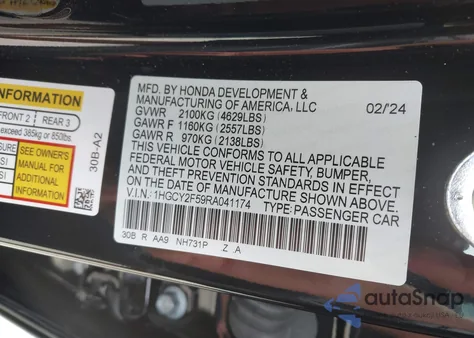 INFORMATION
FRONT 2 REAR 3
exceed 385kg or 850lbs.
SEE OWNER'S
MANUAL FOR
ADDITIONAL
INFORMATION
30B-A2
MFD. BY HONDA DEVELOPMENT &
MANUFACTURING OF AMERICA, LLC 02/24
GVWR 2100KG (4629LBS)
GAWR F 1160KG (2557LBS)
GAWR R 970KG (2138LBS)
THIS VEHICLE CONFORMS TO ALL APPLICABLE
FEDERAL MOTOR VEHICLE SAFETY, BUMPER,
AND THEFT PREVENTION STANDARDS IN EFFECT
ON THE DATE OF MANUFACTURE SHOWN ABOVE.
V.I.N.: 1HGCY2F59RA041174 TYPE: PASSENGER CAR
30B R AA9 NH731P Z A
autoSnap